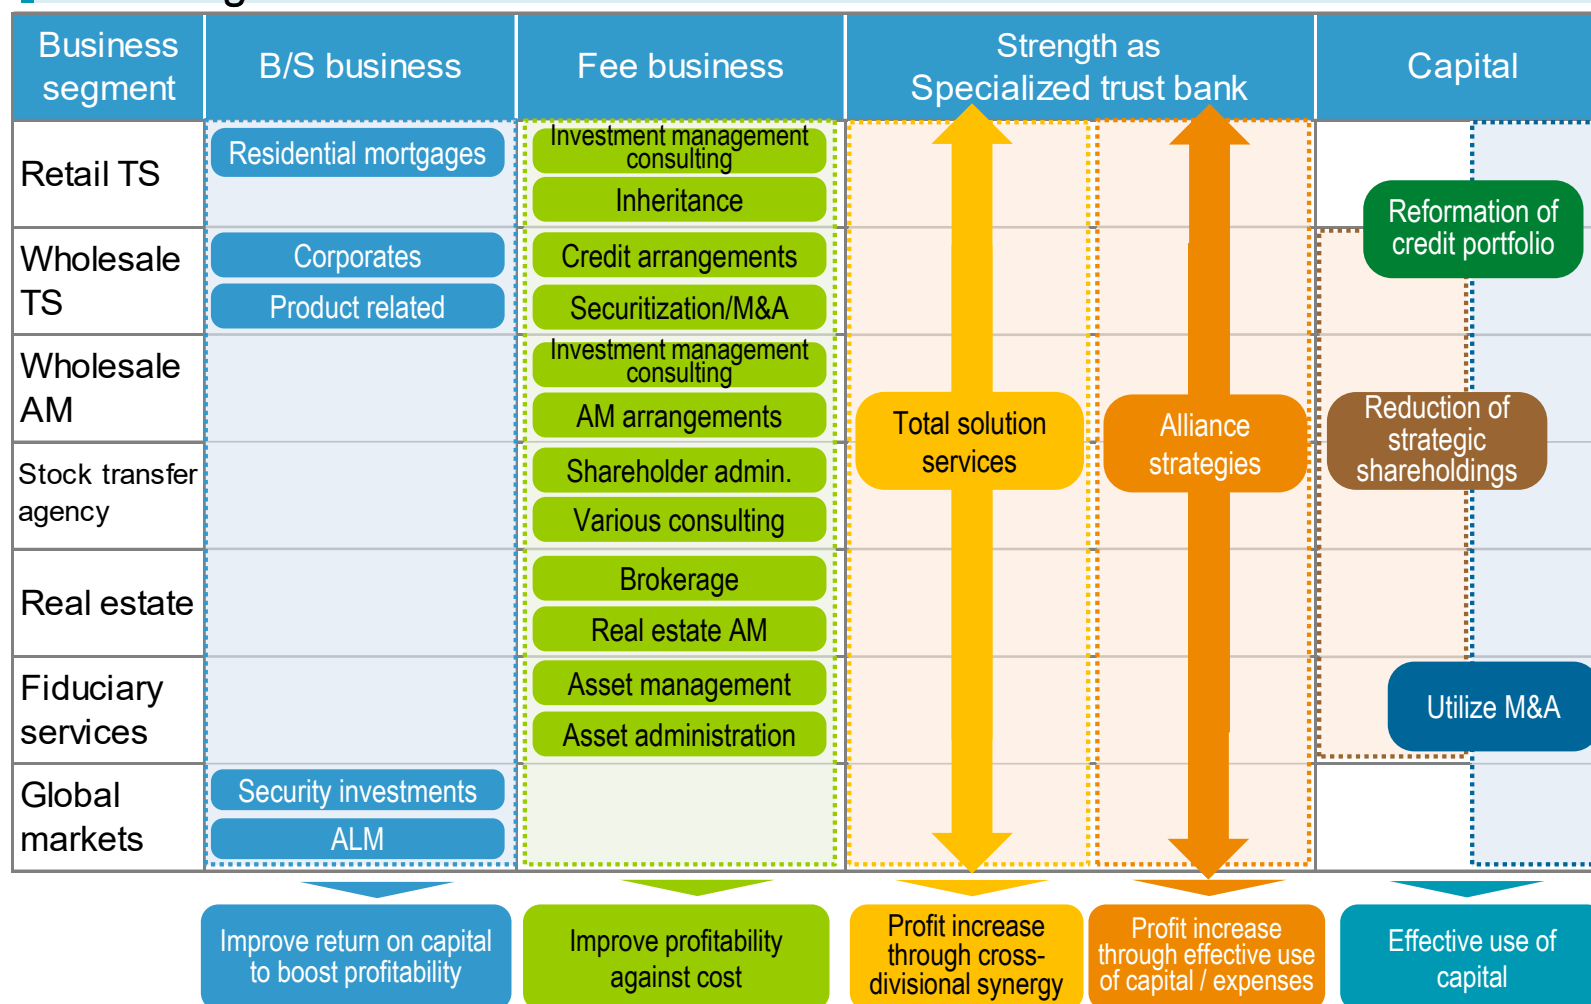 Business
segment
B/S business
Fee business
Strength as
Specialized trust bank
Capital
Retail TS
Residential mortgages
Investment management
consulting
Inheritance
Reformation of
credit portfolio
Wholesale
TS
Corporates
Product related
Credit arrangements
Securitization/M&A
Wholesale
AM
Investment management
consulting
AM arrangements
Total solution
services
Alliance
strategies
Reduction of
strategic
shareholdings
Stock transfer
agency
Shareholder admin.
Various consulting
Real estate
Brokerage
Real estate AM
Fiduciary
services
Asset management
Asset administration
Utilize M&A
Global
markets
Security investments
ALM
Improve return on capital
to boost profitability
Improve profitability
against cost
Profit increase
through cross-
divisional synergy
Profit increase
through effective use
of capital / expenses
Effective use of
capital